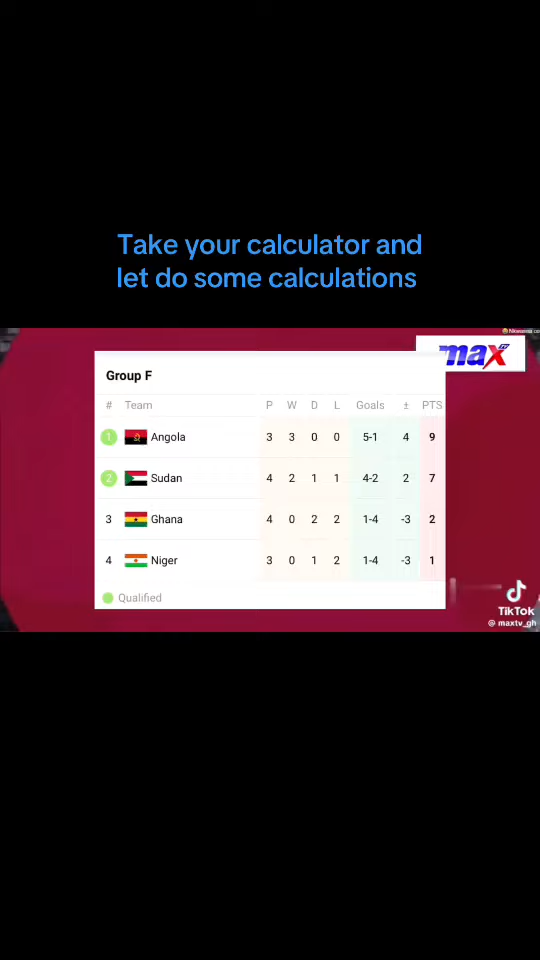 Take your calculator and
let do some calculations
max TV
Group F
# Team P W D L Goals ± PTS
1 Angola 3 3 0 0 5-1 4 9
2 Sudan 4 2 1 1 4-2 2 7
3 Ghana 4 0 2 2 1-4 -3 2
4 Niger 3 0 1 2 1-4 -3 1
Qualified
TikTok
@ maxtv_gh